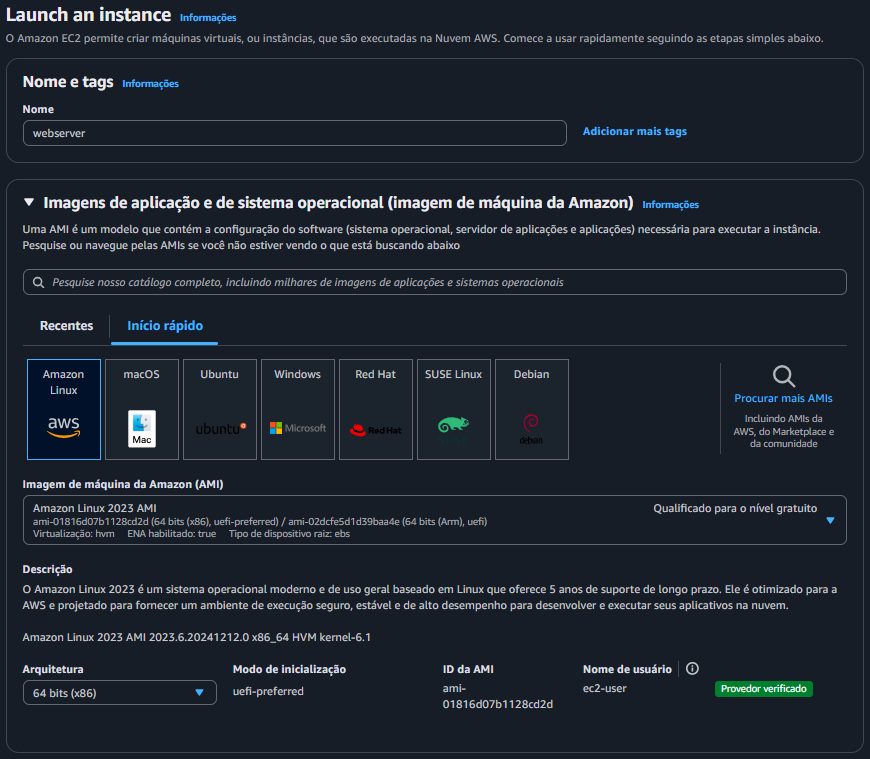 Launch an instance Informações
O Amazon EC2 permite criar máquinas virtuais, ou instâncias, que são executadas na Nuvem AWS. Comece a usar rapidamente seguindo as etapas simples abaixo.
Nome e tags Informações
Nome
webserver
Adicionar mais tags
Imagens de aplicação e de sistema operacional (imagem de máquina da Amazon) Informações
Uma AMI é um modelo que contém a configuração do software (sistema operacional, servidor de aplicações e aplicações) necessária para executar a instância.
Pesquise ou navegue pelas AMIs se você não estiver vendo o que está buscando abaixo
Pesquise nosso catálogo completo, incluindo milhares de imagens de aplicação e sistemas operacionais
Recentes
Início rápido
Amazon
Linux
aws
macOS
Mac
Ubuntu
ubuntu
Windows
Microsoft
Red Hat
Red Hat
SUSE Linux
Debian
debian
Procurar mais AMIs
Incluindo AMIs da
AWS, do Marketplace e
da comunidade
Imagem de máquina da Amazon (AMI)
Amazon Linux 2023 AMI
Qualificado para o nível gratuito
ami-01816d07b1128cd2d (64 bits (x86), uefi-preferred) / ami-02dcfe5d1d39baa4e (64 bits (Arm), uefi)
Virtualização: hvm ENA habilitado: true Tipo de dispositivo raiz: ebs
Descrição
O Amazon Linux 2023 é um sistema operacional moderno e de uso geral baseado em Linux que oferece 5 anos de suporte de longo prazo. Ele é otimizado para a
AWS e projetado para fornecer um ambiente de execução seguro, estável e de alto desempenho para desenvolver e executar seus aplicativos na nuvem.
Amazon Linux 2023 AMI 2023.6.20241212.0 x86_64 HVM kernel-6.1
Arquitetura
64 bits (x86)
Modo de inicialização
uefi-preferred
ID da AMI
ami-
01816d07b1128cd2d
Nome de usuário
ec2-user
Provedor verificado